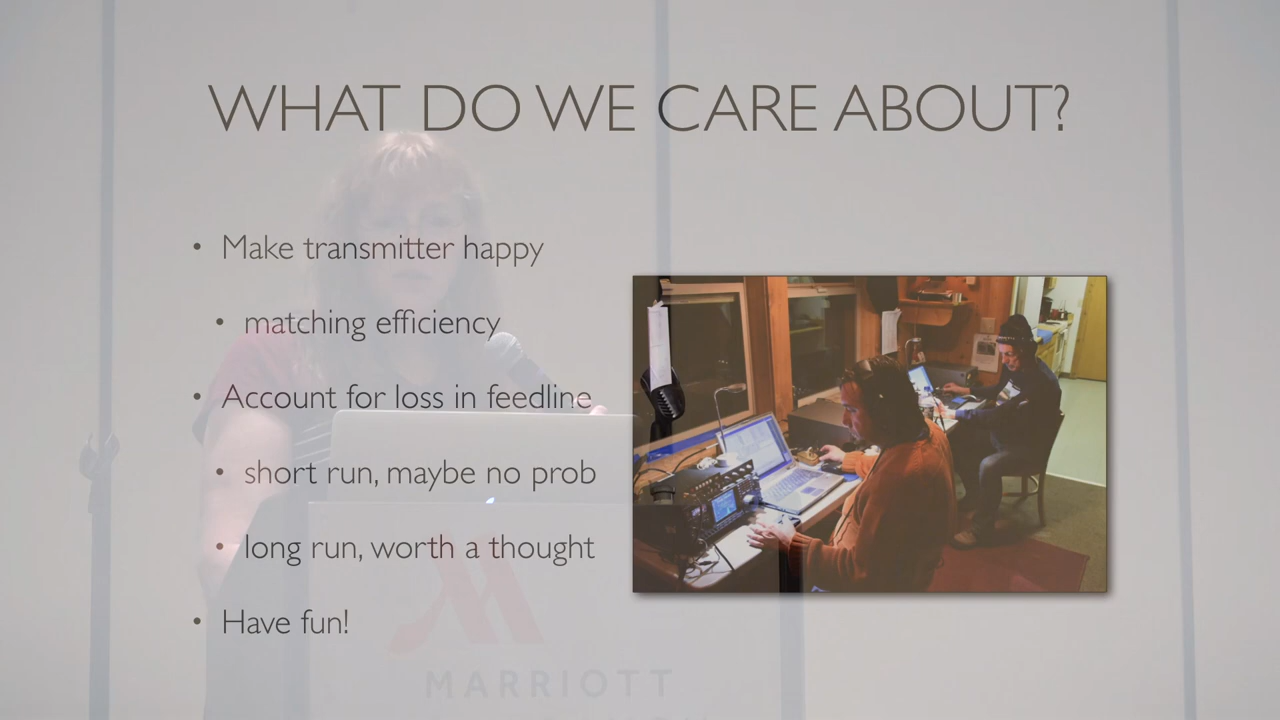 WHAT DO WE CARE ABOUT?
• Make transmitter happy
• matching efficiency
• Account for loss in feedline
• short run, maybe no prob
• long run, worth a thought
• Have fun!
MARRIOTT